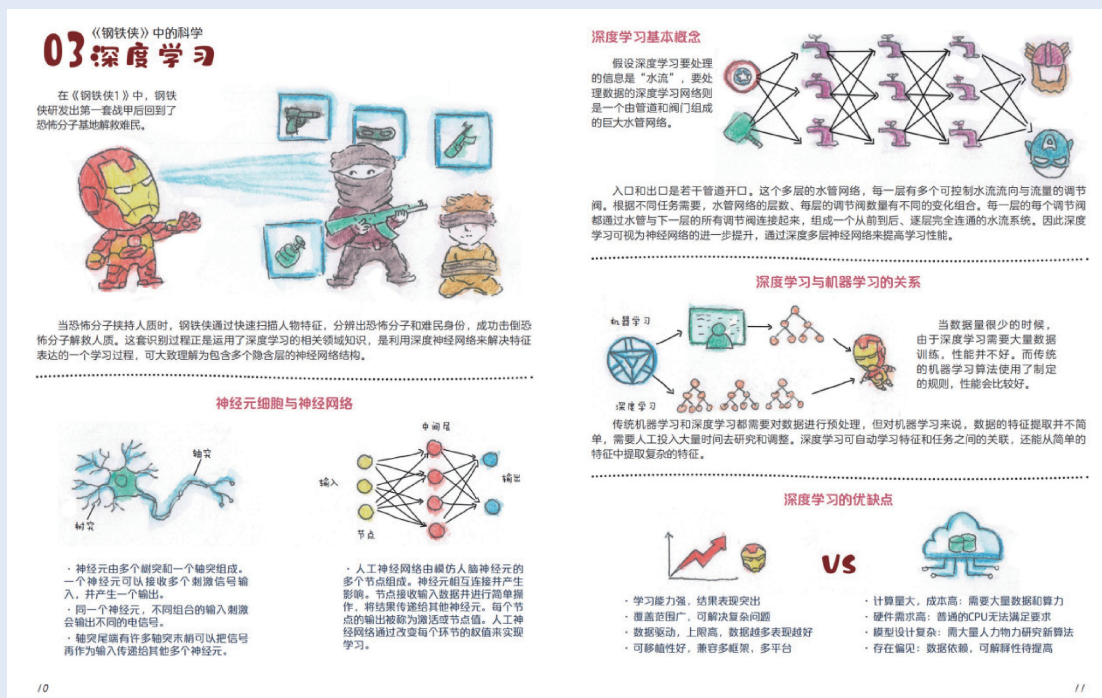 《钢铁侠》中的科学
03深度学习
在《钢铁侠1》中，钢铁
侠研发出第一套战甲后回到了
恐怖分子基地解救难民。
当恐怖分子挟持人质时，钢铁侠通过快速扫描人物特征，分辨出恐怖分子和难民身份，成功击倒恐
怖分子解救人质。这套识别过程正是运用了深度学习的相关领域知识，是利用深度神经网络来解决特征
表达的一个学习过程，可大致理解为包含多个隐含层的神经网络结构。
神经元细胞与神经网络
轴突
树突
中间层
输入
输出
节点
· 神经元由多个树突和一个轴突组成。
一个神经元可以接收多个刺激信号输
入，并产生一个输出。
· 同一个神经元，不同组合的输入刺激
会输出不同的电信号。
· 轴突尾端有许多轴突末梢可以把信号
再作为输入传递给其他多个神经元。
· 人工神经网络由模仿人脑神经元的
多个节点组成。神经元相互连接并产生
影响。节点接收输入数据并进行简单操
作，将结果传递给其他神经元。每个节
点的输出被称为激活或节点值。人工神
经网络通过改变每个环节的权值来实现
学习。
10
深度学习基本概念
假设深度学习要处理
的信息是“水流”，要处
理数据的深度学习网络则
是一个由管道和阀门组成
的巨大水管网络。
入口和出口是若干管道开口。这个多层的水管网络，每一层有多个可控制水流流向与流量的调节
阀。根据不同任务需要，水管网络的层数、每层的调节阀数量有不同的变化组合。每一层的每个调节阀
都通过水管与下一层的所有调节阀连接起来，组成一个从前到后、逐层完全连通的水流系统。因此深度
学习可视为神经网络的进一步提升，通过深度多层神经网络来提高学习性能。
深度学习与机器学习的关系
机器学习
深度学习
当数据量很少的时候，
由于深度学习需要大量数据
训练，性能并不好。而传统
的机器学习算法使用了制定
的规则，性能会比较好。
传统机器学习和深度学习都需要对数据进行预处理，但对机器学习来说，数据的特征提取并不简
单，需要人工投入大量时间去研究和调整。深度学习可自动学习特征和任务之间的关联，还能从简单的
特征中提取复杂的特征。
深度学习的优缺点
VS
· 学习能力强，结果表现突出
· 覆盖范围广，可解决复杂问题
· 数据驱动，上限高，数据越多表现越好
· 可移植性好，兼容多框架，多平台
· 计算量大，成本高：需要大量数据和算力
· 硬件需求高：普通的CPU无法满足要求
· 模型设计复杂：需大量人力物力研究新算法
· 存在偏见：数据依赖，可解释性待提高
11